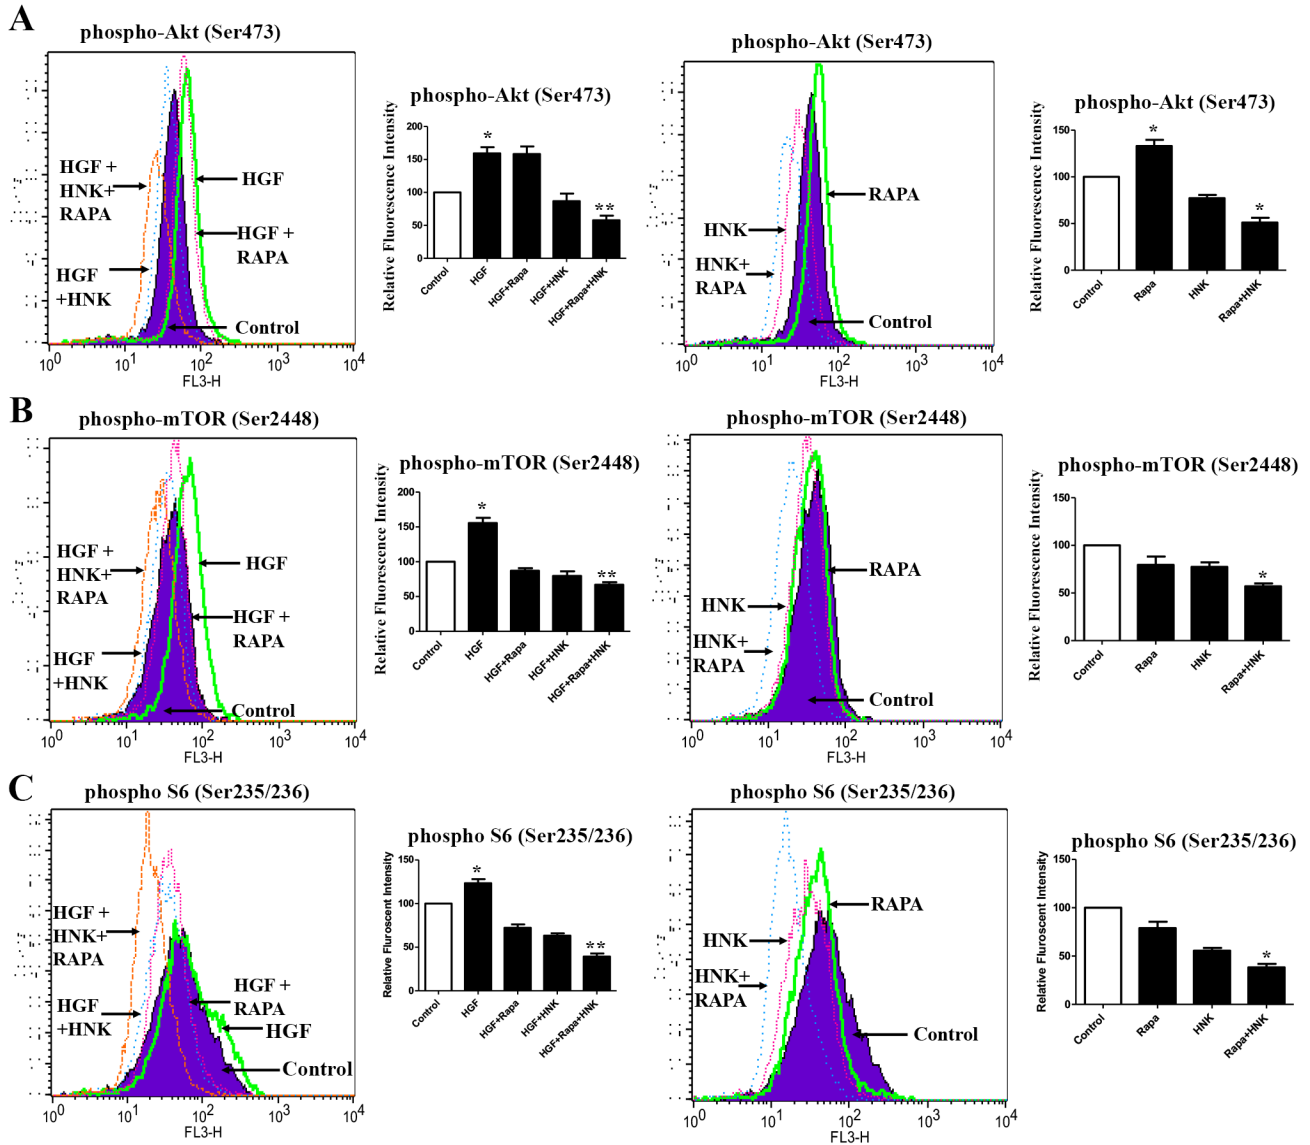 A
phospho-Akt (Ser473)
HGF +
HNK+
RAPA
HGF
+HNK
HGF
HGF +
RAPA
Control
10^0 10^1 10^2 10^3 10^4
FL3-H
phospho-Akt (Ser473)
Relative Fluorescence Intensity
200
150
100
50
0
*
**
Control
HGF
HGF+Rapa
HGF+HNK
HGF+Rapa+HNK
phospho-Akt (Ser473)
HNK
HNK+
RAPA
RAPA
Control
10^0 10^1 10^2 10^3 10^4
FL3-H
phospho-Akt (Ser473)
Relative Fluorescence Intensity
150
100
50
0
*
*
Control
Rapa
HNK
Rapa+HNK
B
phospho-mTOR (Ser2448)
HGF +
HNK+
RAPA
HGF
+HNK
HGF
HGF +
RAPA
Control
10^0 10^1 10^2 10^3 10^4
FL3-H
phospho-mTOR (Ser2448)
Relative Fluorescence Intensity
200
150
100
50
0
*
**
Control
HGF
HGF+Rapa
HGF+HNK
HGF+Rapa+HNK
phospho-mTOR (Ser2448)
HNK
HNK+
RAPA
RAPA
Control
10^0 10^1 10^2 10^3 10^4
FL3-H
phospho-mTOR (Ser2448)
Relative Fluorescence Intensity
150
100
50
0
*
Control
Rapa
HNK
Rapa+HNK
C
phospho S6 (Ser235/236)
HGF +
HNK+
RAPA
HGF
+HNK
HGF +
RAPA
HGF
Control
10^0 10^1 10^2 10^3 10^4
FL3-H
phospho S6 (Ser235/236)
Relative Fluroscent Intensity
150
100
50
0
*
**
Control
HGF
HGF+Rapa
HGF+HNK
HGF+Rapa+HNK
phospho S6 (Ser235/236)
HNK
HNK+
RAPA
RAPA
Control
10^0 10^1 10^2 10^3 10^4
FL3-H
phospho S6 (Ser235/236)
Relative Fluroscent Intensity
150
100
50
0
*
Control
Rapa
HNK
Rapa+HNK